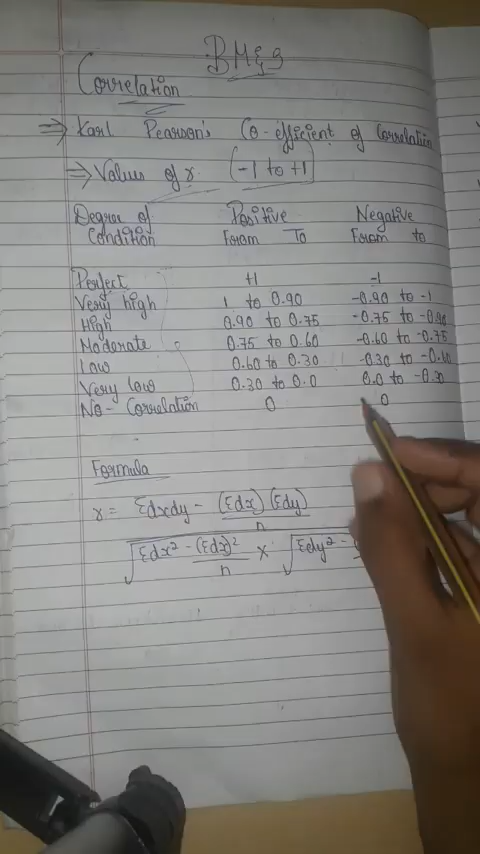 BM&S
Correlation
⇒ Karl Pearson's Co-efficient of Correlation
⇒ Values of r (-1 to +1)
Degree of Positive Negative
Condition From To From to
Perfect +1 -1
Very high 1 to 0.90 -0.90 to -1
High 0.90 to 0.75 -0.75 to -0.90
Moderate 0.75 to 0.60 -0.60 to -0.75
Low 0.60 to 0.30 -0.30 to -0.60
Very low 0.30 to 0.0 0.0 to -0.30
No-Correlation 0 0
Formula
r = Σdxdy - (Σdx)(Σdy)
n
√Σdx² - (Σdx)² × √Σdy² -
n